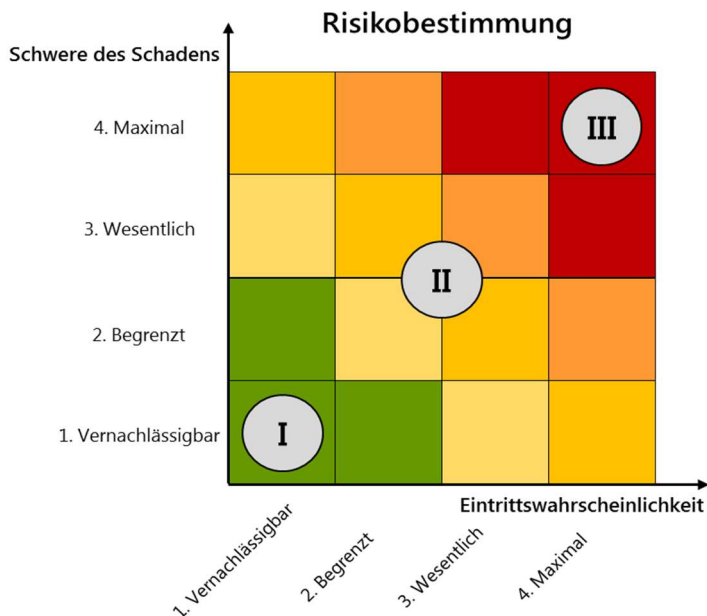 Risikobestimmung
Schwere des Schadens
4. Maximal
III
3. Wesentlich
II
2. Begrenzt
1. Vernachlässigbar
I
Eintrittswahrscheinlichkeit
1. Vernachlässigbar
2. Begrenzt
3. Wesentlich
4. Maximal